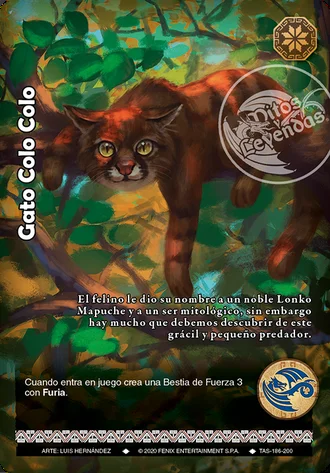 Gato Colo Colo
Mitos
y
Leyendas
El felino le dio su nombre a un noble Lonko
Mapuche y a un ser mitológico, sin embargo
hay mucho que debemos descubrir de este
grácil y pequeño predador.
Cuando entra en juego crea una Bestia de Fuerza 3
con Furia.
ARTE: LUIS HERNÁNDEZ ◆ © 2020 FENIX ENTERTAINMENT S.P.A. ◆ TAS-186-200